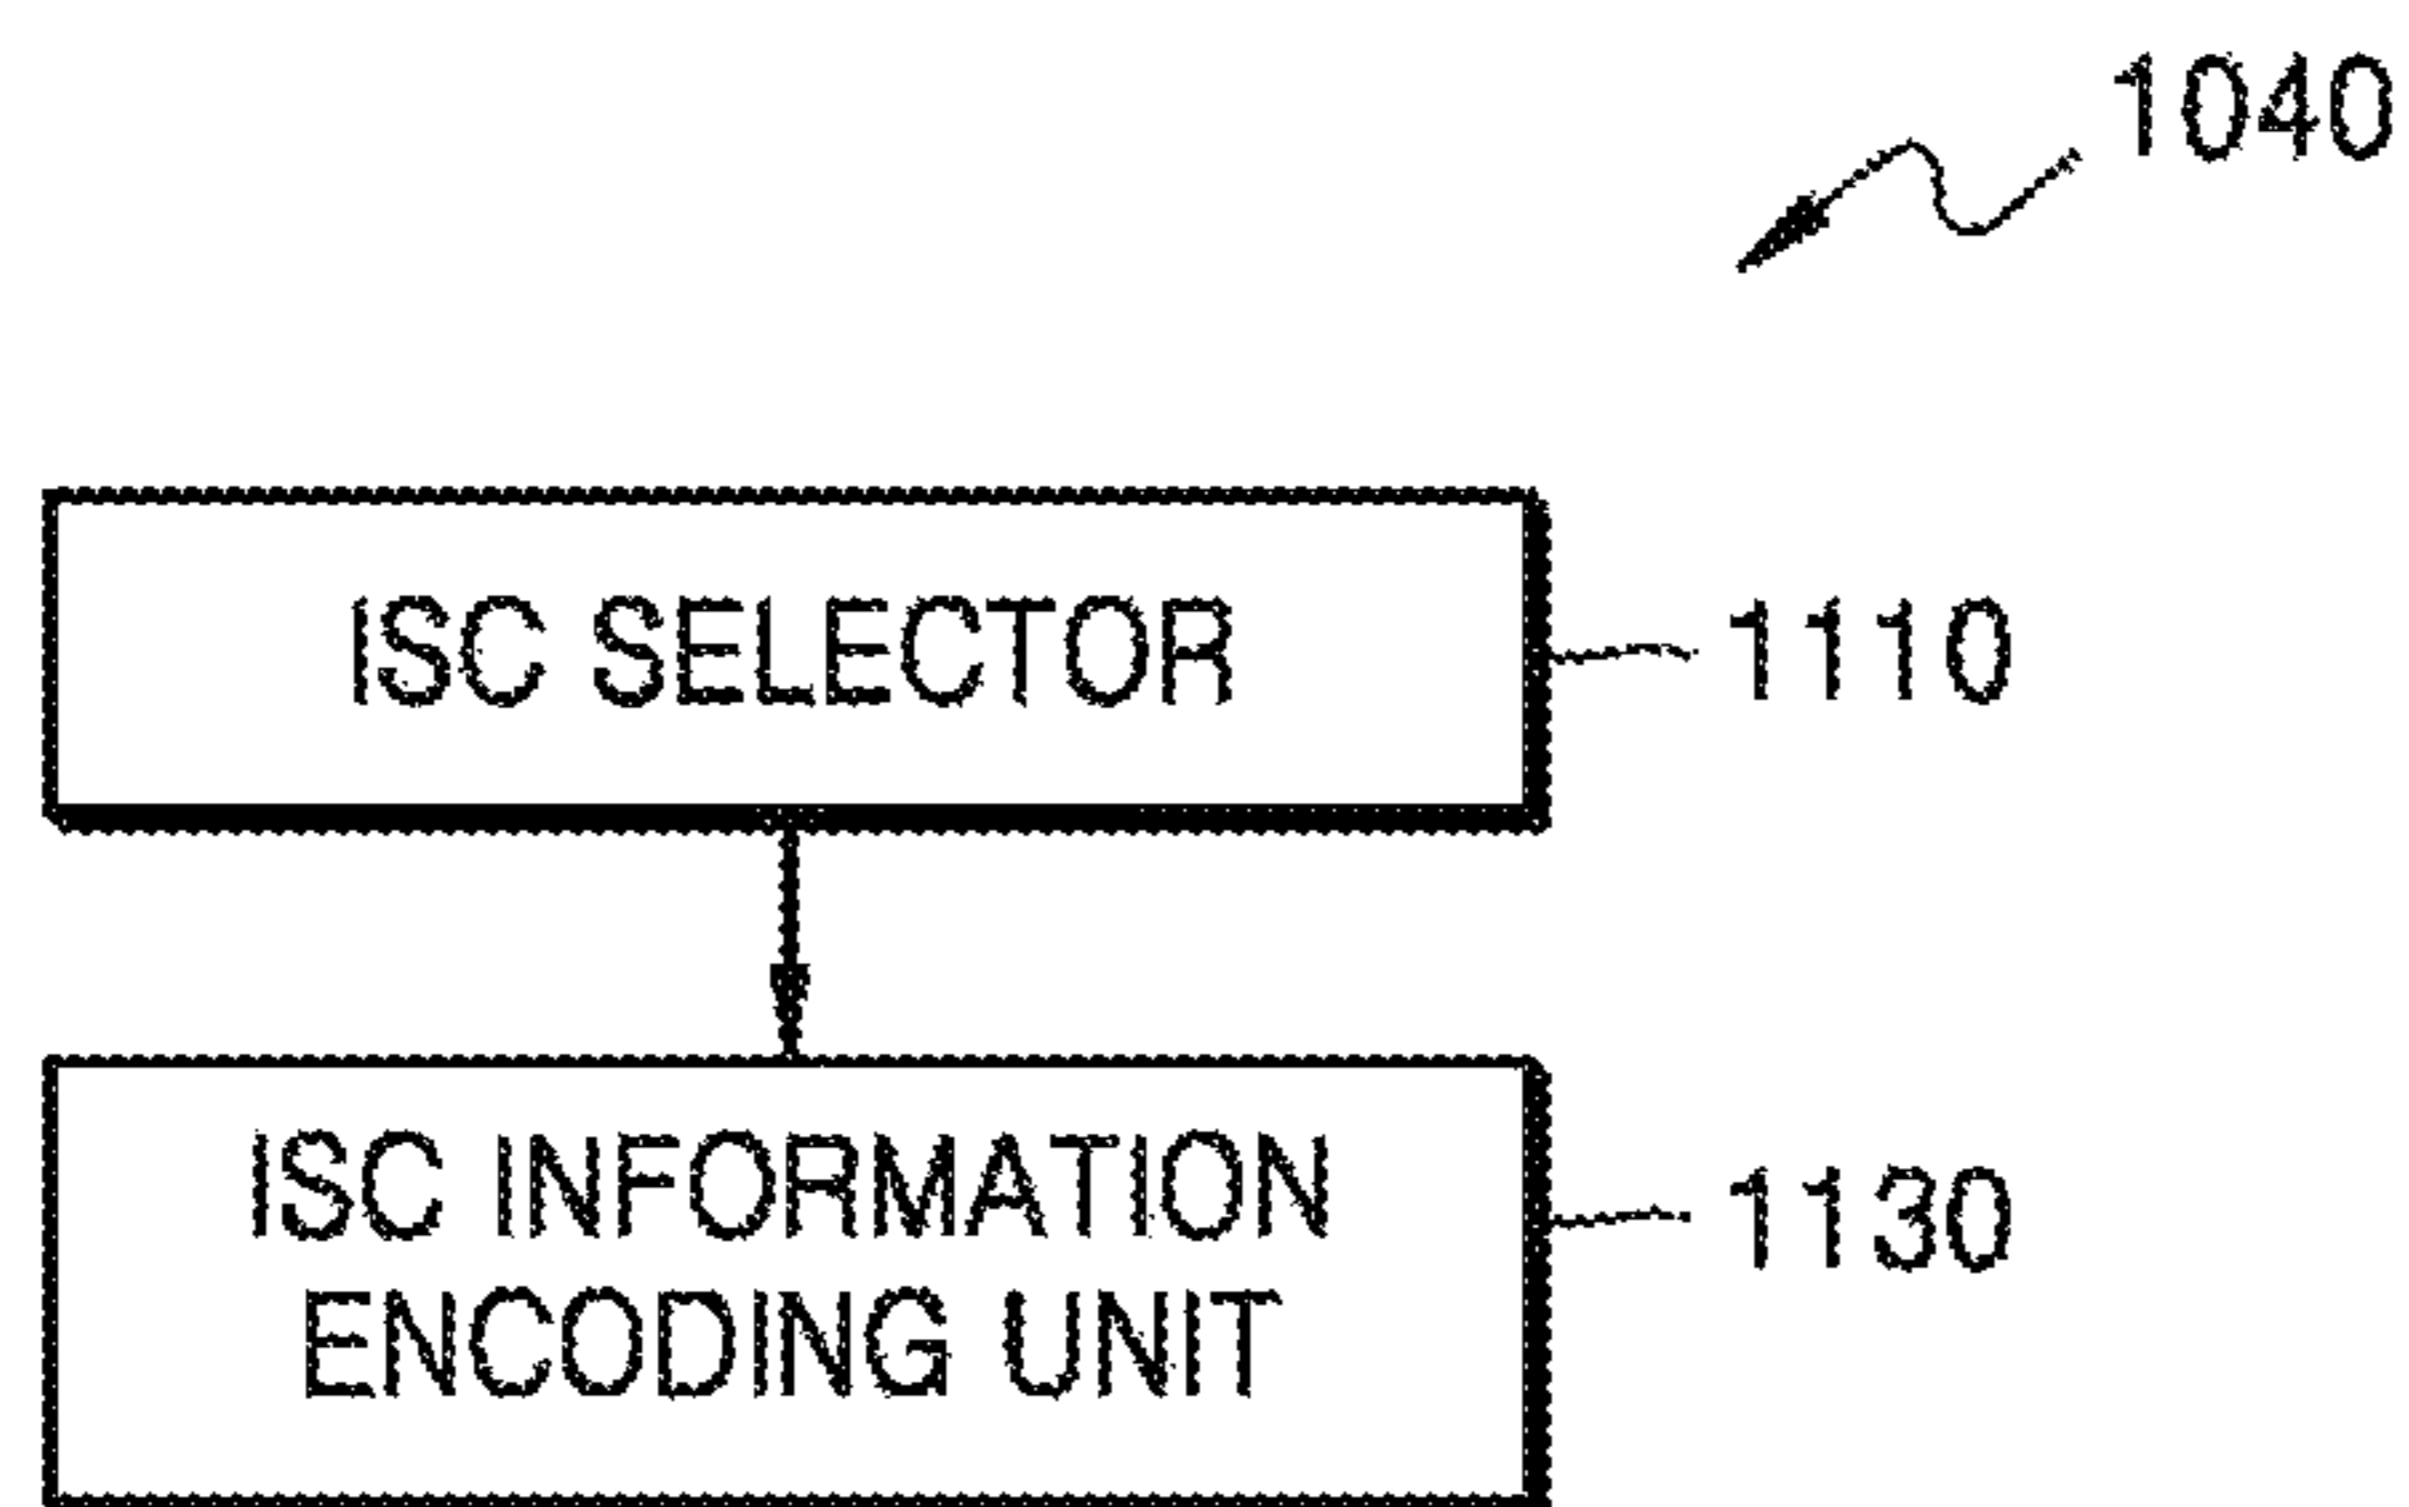 1040
ISC SELECTOR
1110
ISC INFORMATION
ENCODING UNIT
1130